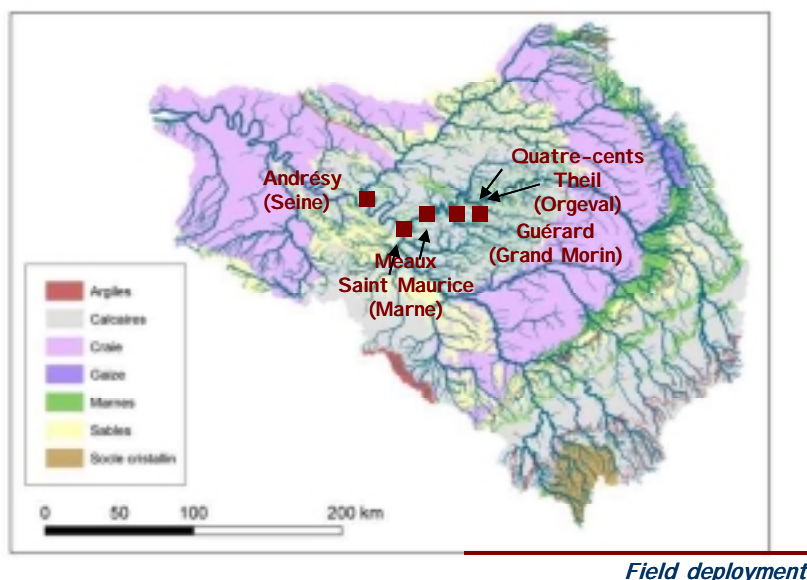 Quatre-cents
Theil
(Orgeval)
Andrésy
(Seine)
Guérard
(Grand Morin)
Meaux
Saint Maurice
(Marne)
Argiles
Calcaires
Craie
Gaize
Marnes
Sables
Socle cristallin
0 50 100 200 km
Field deployment